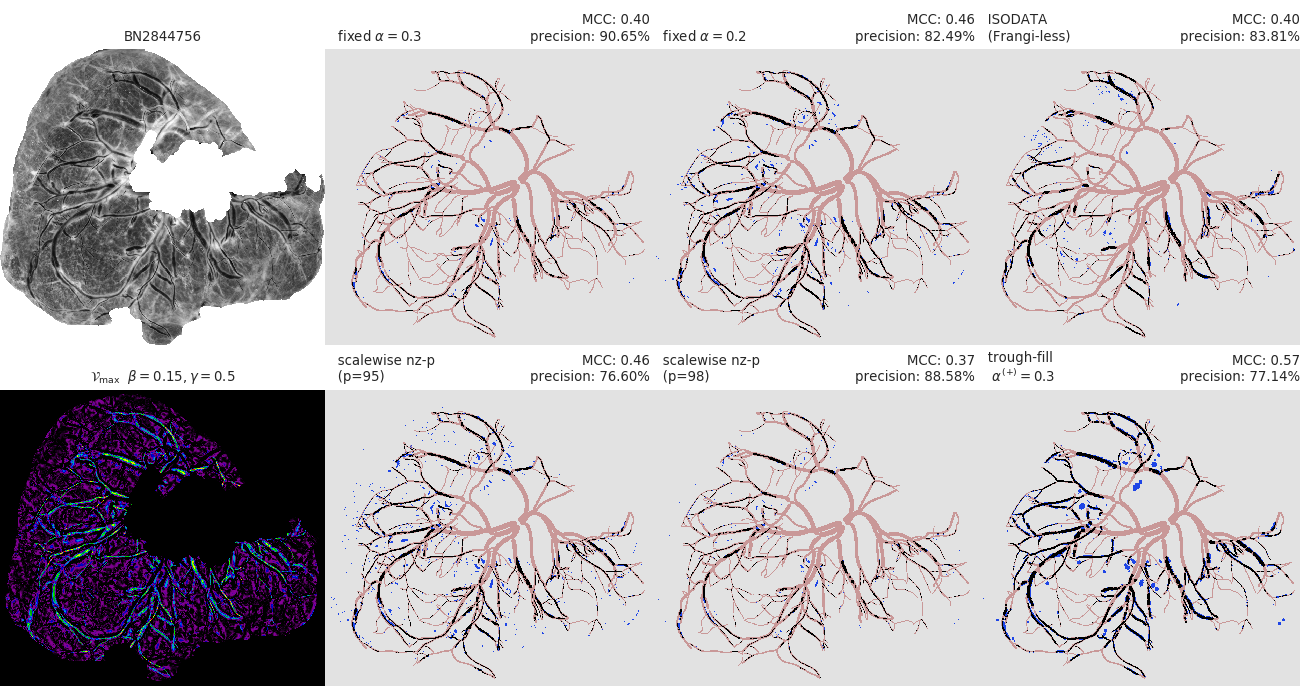 BN2844756
fixed α = 0.3
MCC: 0.40
precision: 90.65%
fixed α = 0.2
MCC: 0.46
precision: 82.49%
ISODATA
(Frangi-less)
MCC: 0.40
precision: 83.81%
𝒱max β = 0.15, γ = 0.5
scalewise nz-p
(p=95)
MCC: 0.46
precision: 76.60%
scalewise nz-p
(p=98)
MCC: 0.37
precision: 88.58%
trough-fill
α(+) = 0.3
MCC: 0.57
precision: 77.14%